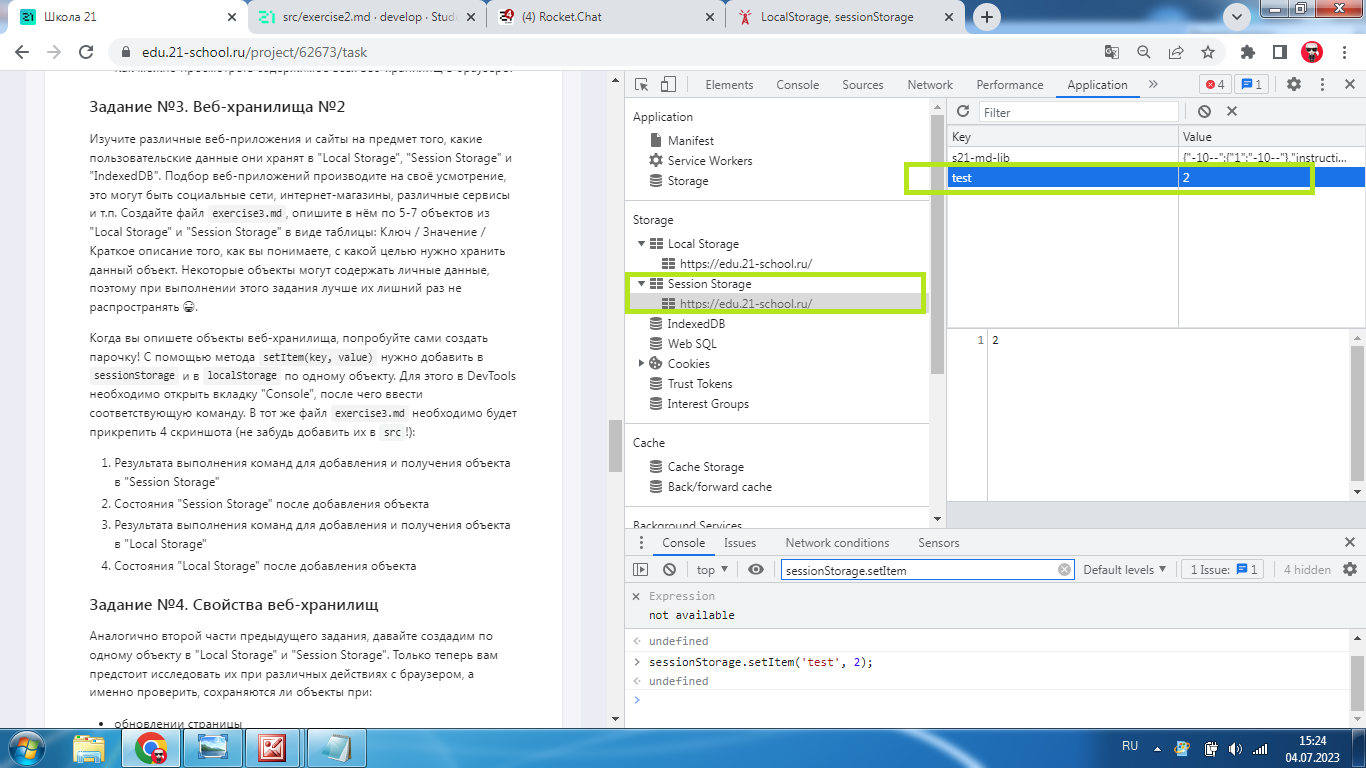 Школа 21
src/exercise2.md · develop · Stud
(4) Rocket.Chat
LocalStorage, sessionStorage
edu.21-school.ru/project/62673/task
Задание №3. Веб-хранилища №2
Изучите различные веб-приложения и сайты на предмет того, какие
пользовательские данные они хранят в "Local Storage", "Session Storage" и
"IndexedDB". Подбор веб-приложений производите на своё усмотрение,
это могут быть социальные сети, интернет-магазины, различные сервисы
и т.п. Создайте файл exercise3.md, опишите в нём по 5-7 объектов из
"Local Storage" и "Session Storage" в виде таблицы: Ключ / Значение /
Краткое описание того, как вы понимаете, с какой целью нужно хранить
данный объект. Некоторые объекты могут содержать личные данные,
поэтому при выполнении этого задания лучше их лишний раз не
распространять 😅.
Когда вы опишете объекты веб-хранилища, попробуйте сами создать
парочку! С помощью метода setItem(key, value) нужно добавить в
sessionStorage и в localStorage по одному объекту. Для этого в DevTools
необходимо открыть вкладку "Console", после чего ввести
соответствующую команду. В тот же файл exercise3.md необходимо будет
прикрепить 4 скриншота (не забудь добавить их в src!):
1. Результата выполнения команд для добавления и получения объекта
в "Session Storage"
2. Состояния "Session Storage" после добавления объекта
3. Результата выполнения команд для добавления и получения объекта
в "Local Storage"
4. Состояния "Local Storage" после добавления объекта
Задание №4. Свойства веб-хранилищ
Аналогично второй части предыдущего задания, давайте создадим по
одному объекту в "Local Storage" и "Session Storage". Только теперь вам
предстоит исследовать их при различных действиях с браузером, а
именно проверить, сохраняются ли объекты при:
• обновлении страницы
Elements Console Sources Network Performance Application » 4 1
Application
Manifest
Service Workers
Storage
Storage
Local Storage
https://edu.21-school.ru/
Session Storage
https://edu.21-school.ru/
IndexedDB
Web SQL
Cookies
Trust Tokens
Interest Groups
Cache
Cache Storage
Back/forward cache
Background Services
Filter
Key Value
s21-md-lib {"-10--":{"1":"-10--"},"instructi...
test 2
1 2
Console Issues Network conditions Sensors
top sessionStorage.setItem Default levels 1 Issue: 1 4 hidden
Expression
not available
undefined
sessionStorage.setItem('test', 2);
undefined
RU
15:24
04.07.2023